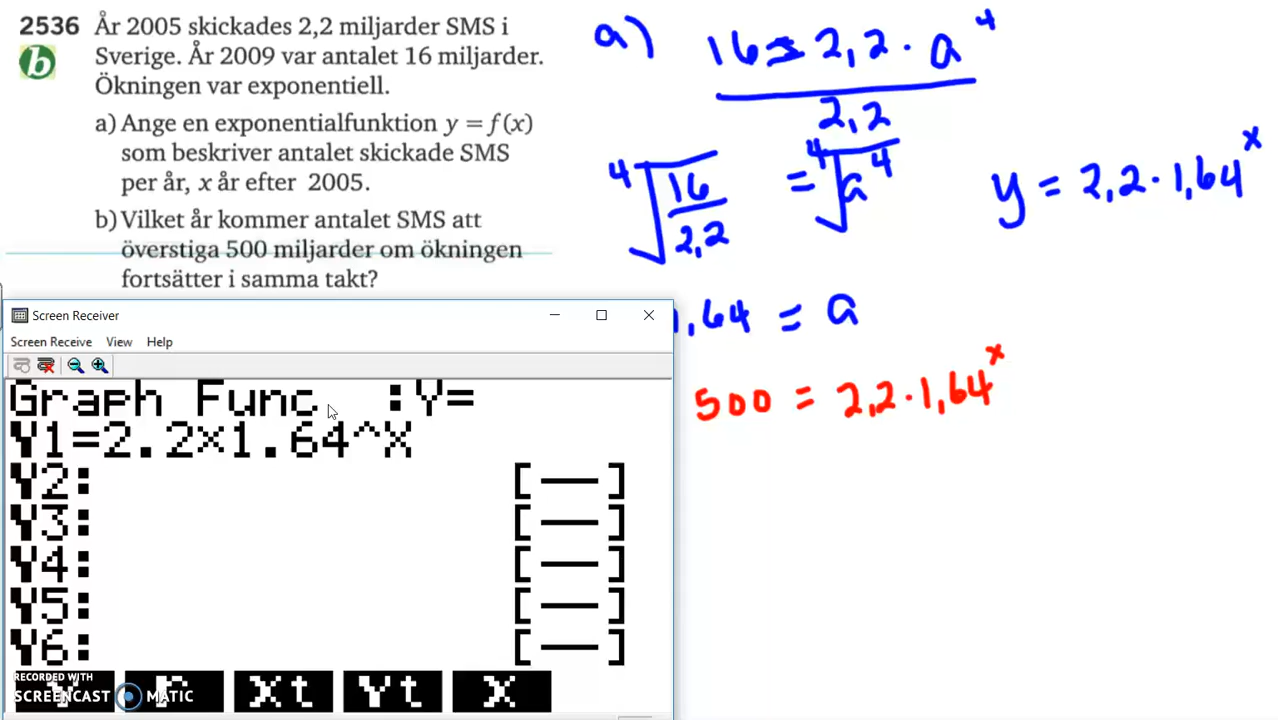 2536 År 2005 skickades 2,2 miljarder SMS i
b Sverige. År 2009 var antalet 16 miljarder.
Ökningen var exponentiell.
a) Ange en exponentialfunktion y = f(x)
som beskriver antalet skickade SMS
per år, x år efter 2005.
b) Vilket år kommer antalet SMS att
överstiga 500 miljarder om ökningen
fortsätter i samma takt?
a) 16 = 2,2 · a⁴
2,2
⁴√16/2,2 = ⁴√a⁴
y = 2,2 · 1,64ˣ
1,64 = a
500 = 2,2 · 1,64ˣ
Screen Receiver
Screen Receive View Help
Graph Func :Y=
Y1=2.2×1.64^X
Y2: [—]
Y3: [—]
Y4: [—]
Y5: [—]
Y6: [—]
Y r Xt Yt X
RECORDED WITH
SCREENCAST MATIC